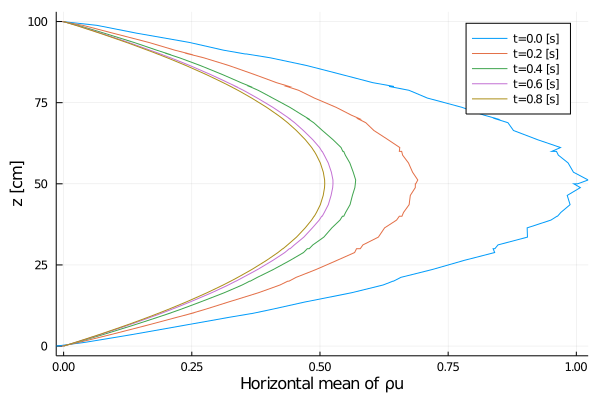 100
75
50
25
0
z [cm]
t=0.0 [s]
t=0.2 [s]
t=0.4 [s]
t=0.6 [s]
t=0.8 [s]
0.00 0.25 0.50 0.75 1.00
Horizontal mean of ρu